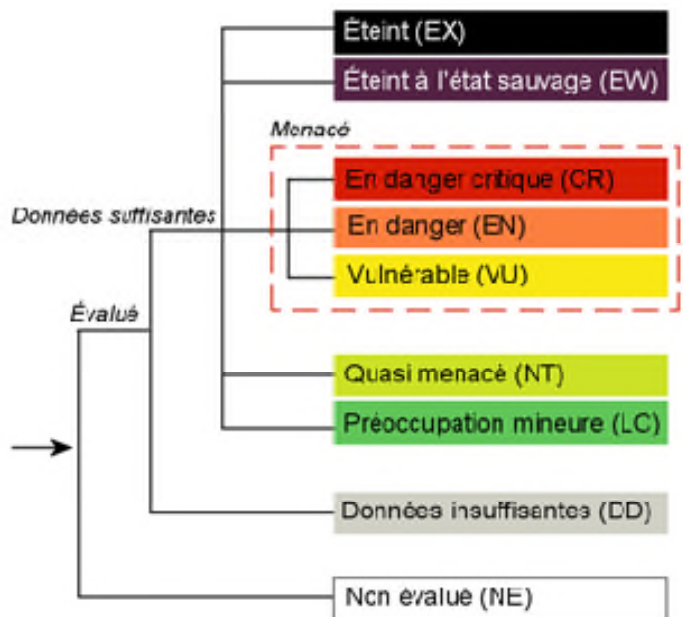 Éteint (EX)
Éteint à l'état sauvage (EW)
Menacé
En danger critique (CR)
Données suffisantes
En danger (EN)
Vulnérable (VU)
Évalué
Quasi menacé (NT)
Préoccupation mineure (LC)
Données insuffisantes (DD)
Non évalué (NE)